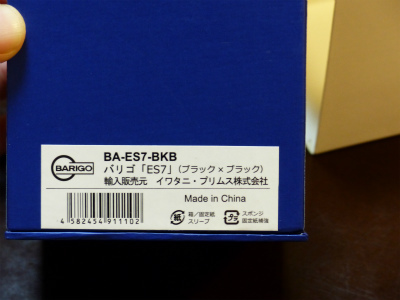 BARIGO
BA-ES7-BKB
バリゴ「ES7」(ブラック×ブラック)
輸入販売元 イワタニ・プリムス株式会社
Made in China
4 582454 911102
紙
箱/固定紙
スリーブ
プラ
スポンジ
固定紙補強